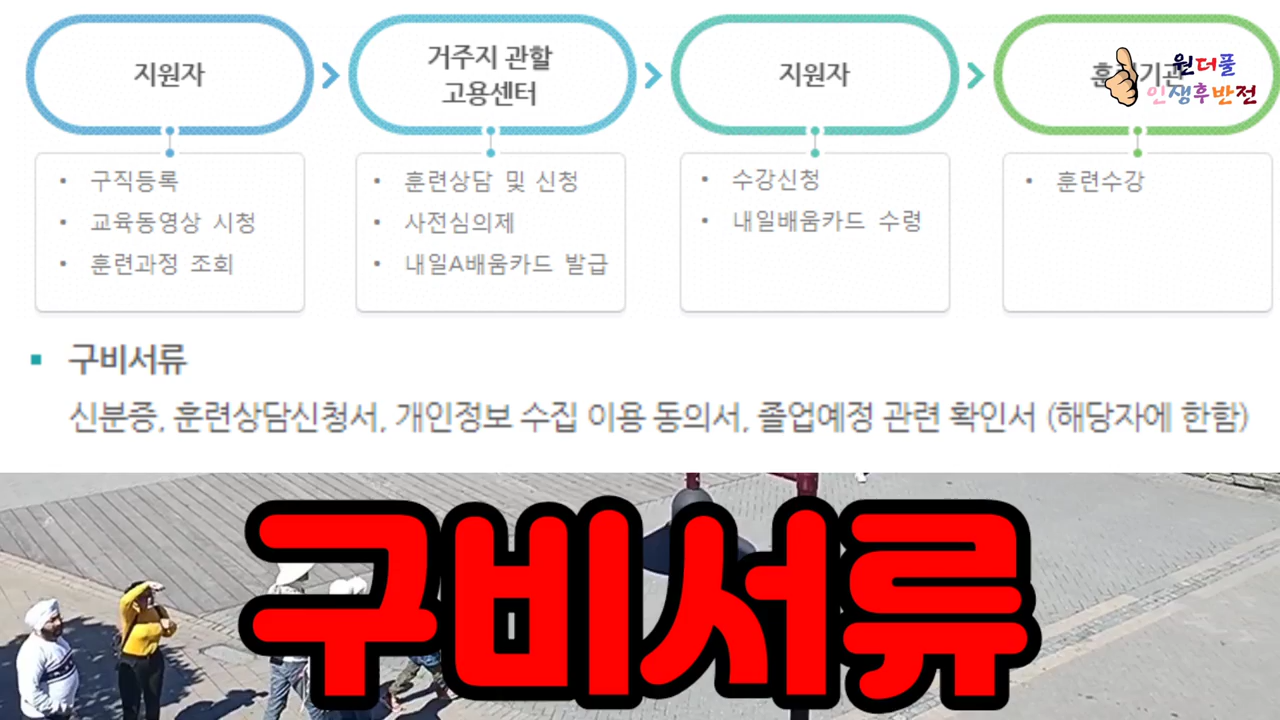 지원자
거주지 관할
고용센터
지원자
원더풀
인생후반전
• 구직등록
• 교육동영상 시청
• 훈련과정 조회
• 훈련상담 및 신청
• 사전심의제
• 내일A배움카드 발급
• 수강신청
• 내일배움카드 수령
• 훈련수강
▪ 구비서류
신분증, 훈련상담신청서, 개인정보 수집 이용 동의서, 졸업예정 관련 확인서 (해당자에 한함)
구비서류